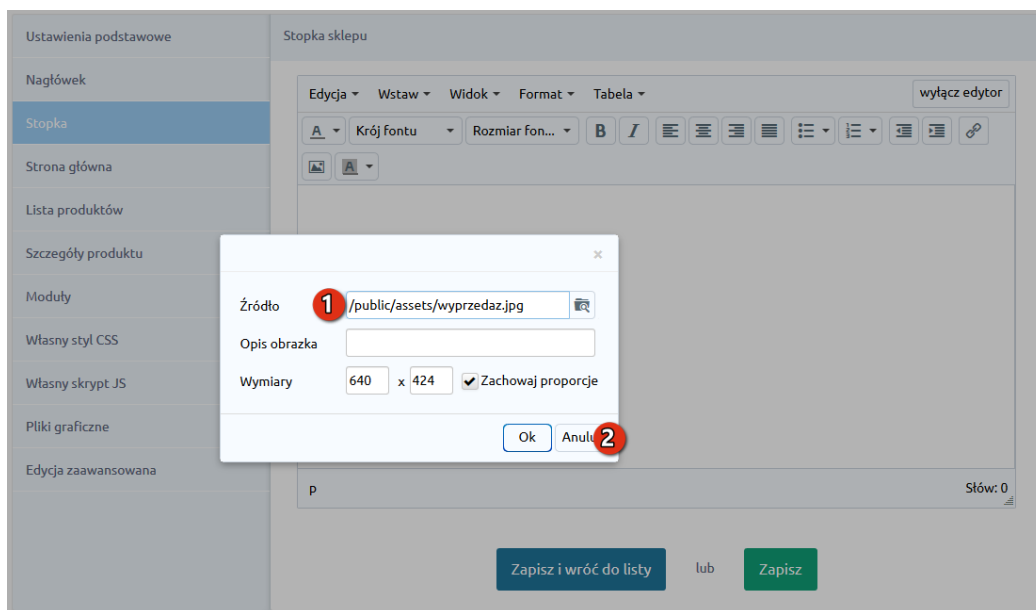 Ustawienia podstawowe
Stopka sklepu
Nagłówek
Stopka
Strona główna
Lista produktów
Szczegóły produktu
Moduły
Własny styl CSS
Własny skrypt JS
Pliki graficzne
Edycja zaawansowana
Edycja Wstaw Widok Format Tabela wyłącz edytor
A Krój fontu Rozmiar fon... B I
A
×
Źródło 1 /public/assets/wyprzedaz.jpg
Opis obrazka
Wymiary 640 x 424 Zachowaj proporcje
Ok Anulu 2
p Słów: 0
Zapisz i wróć do listy lub Zapisz